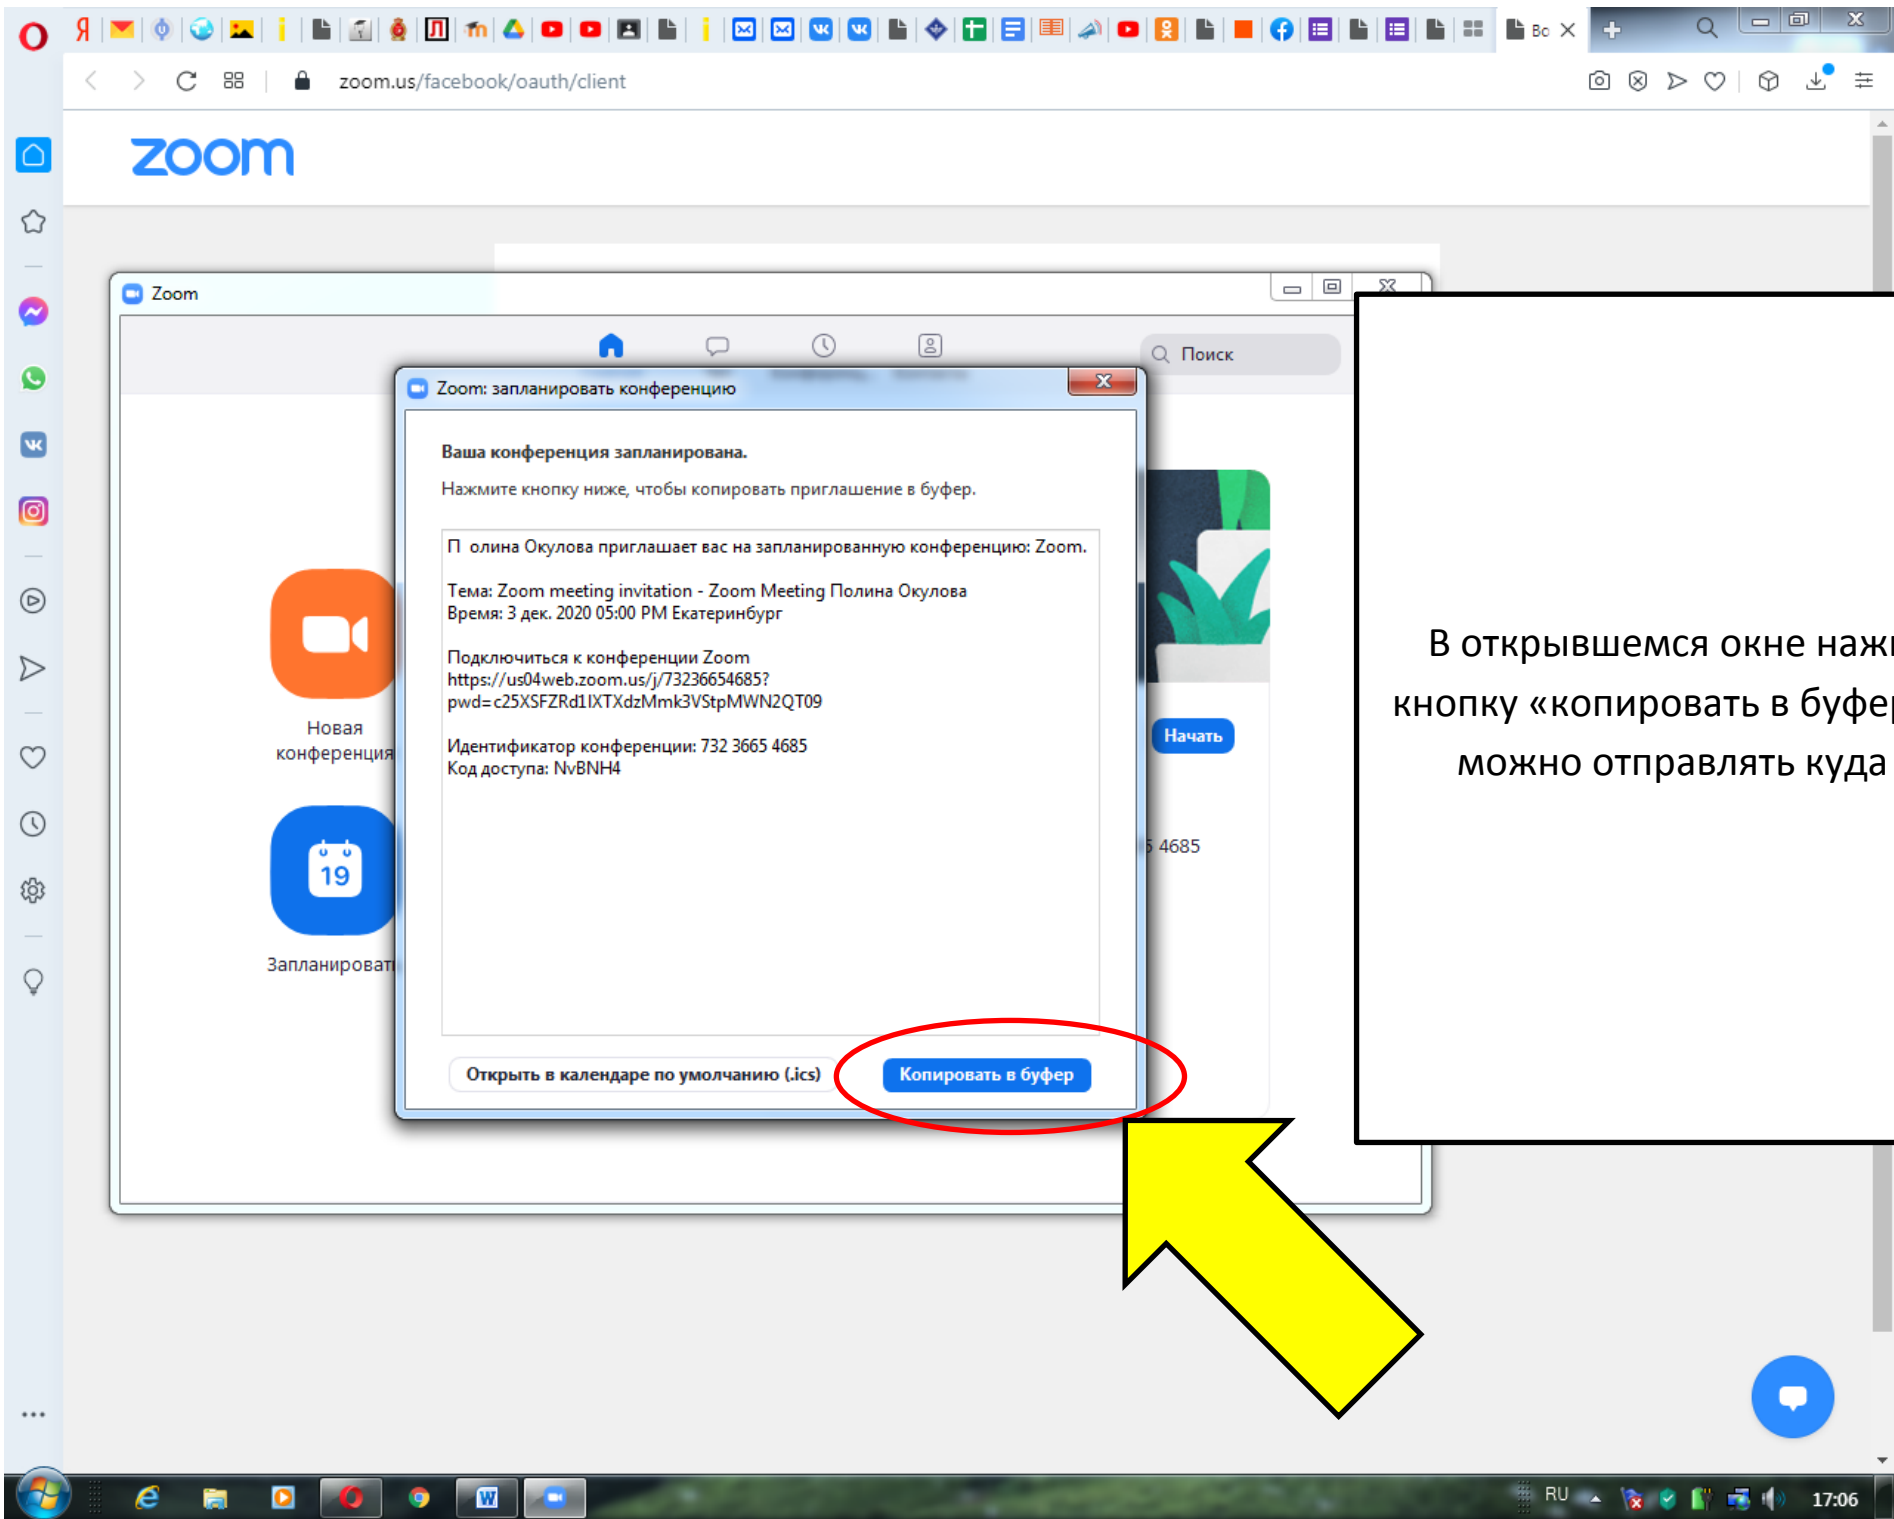 Вс
zoom.us/facebook/oauth/client
zoom
Zoom
Поиск
Zoom: запланировать конференцию
Ваша конференция запланирована.
Нажмите кнопку ниже, чтобы копировать приглашение в буфер.
П олина Окулова приглашает вас на запланированную конференцию: Zoom.
Тема: Zoom meeting invitation - Zoom Meeting Полина Окулова
Время: 3 дек. 2020 05:00 PM Екатеринбург
Подключиться к конференции Zoom
https://us04web.zoom.us/j/73236654685?
pwd=c25XSFZRd1lXTXdzMmk3VStpMWN2QT09
Идентификатор конференции: 732 3665 4685
Код доступа: NvBNH4
Открыть в календаре по умолчанию (.ics)
Копировать в буфер
Новая
конференция
19
Запланировать
Начать
4685
В открывшемся окне наж
кнопку «копировать в буфе
можно отправлять куда
RU
17:06